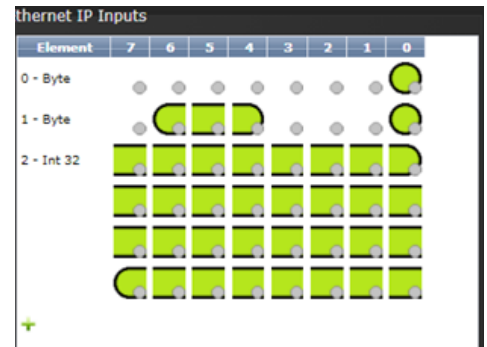 thernet IP Inputs
Element 7 6 5 4 3 2 1 0
0 - Byte
1 - Byte
2 - Int 32